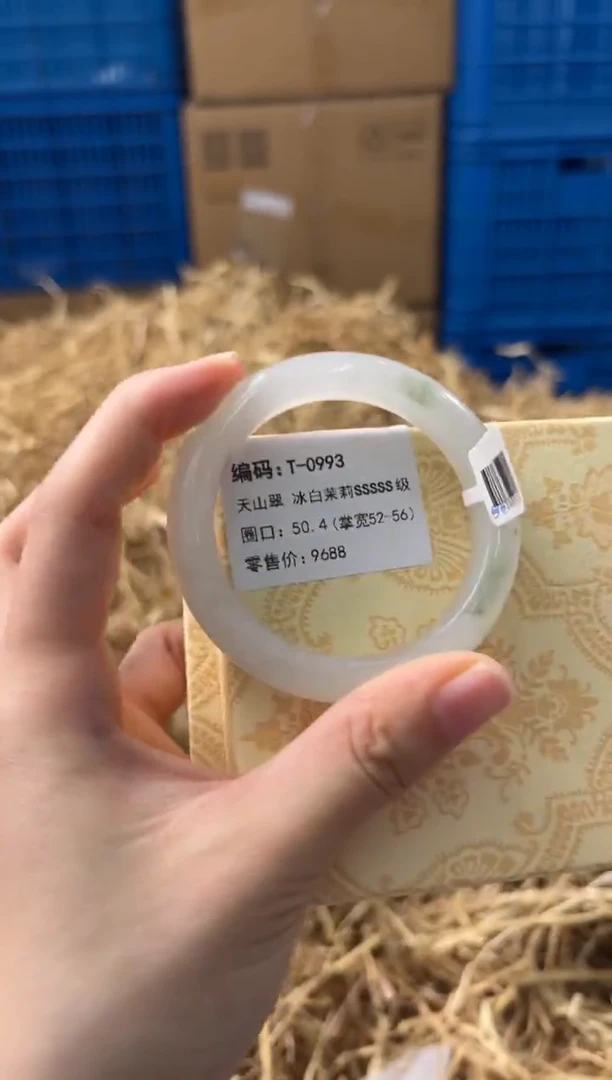 编码:T-0993
天山翠 冰白茉莉SSSSS级
圈口:50.4(掌宽52-56)
零售价:9688